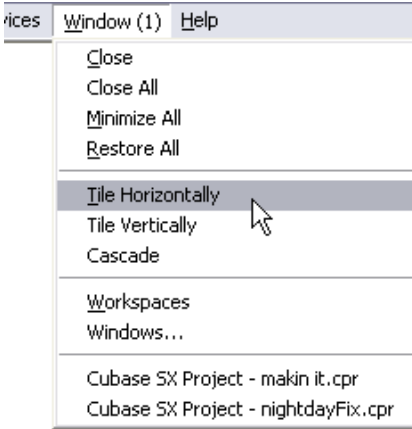 vices Window (1) Help
Close
Close All
Minimize All
Restore All
Tile Horizontally
Tile Vertically
Cascade
Workspaces
Windows...
Cubase SX Project - makin it.cpr
Cubase SX Project - nightdayFix.cpr